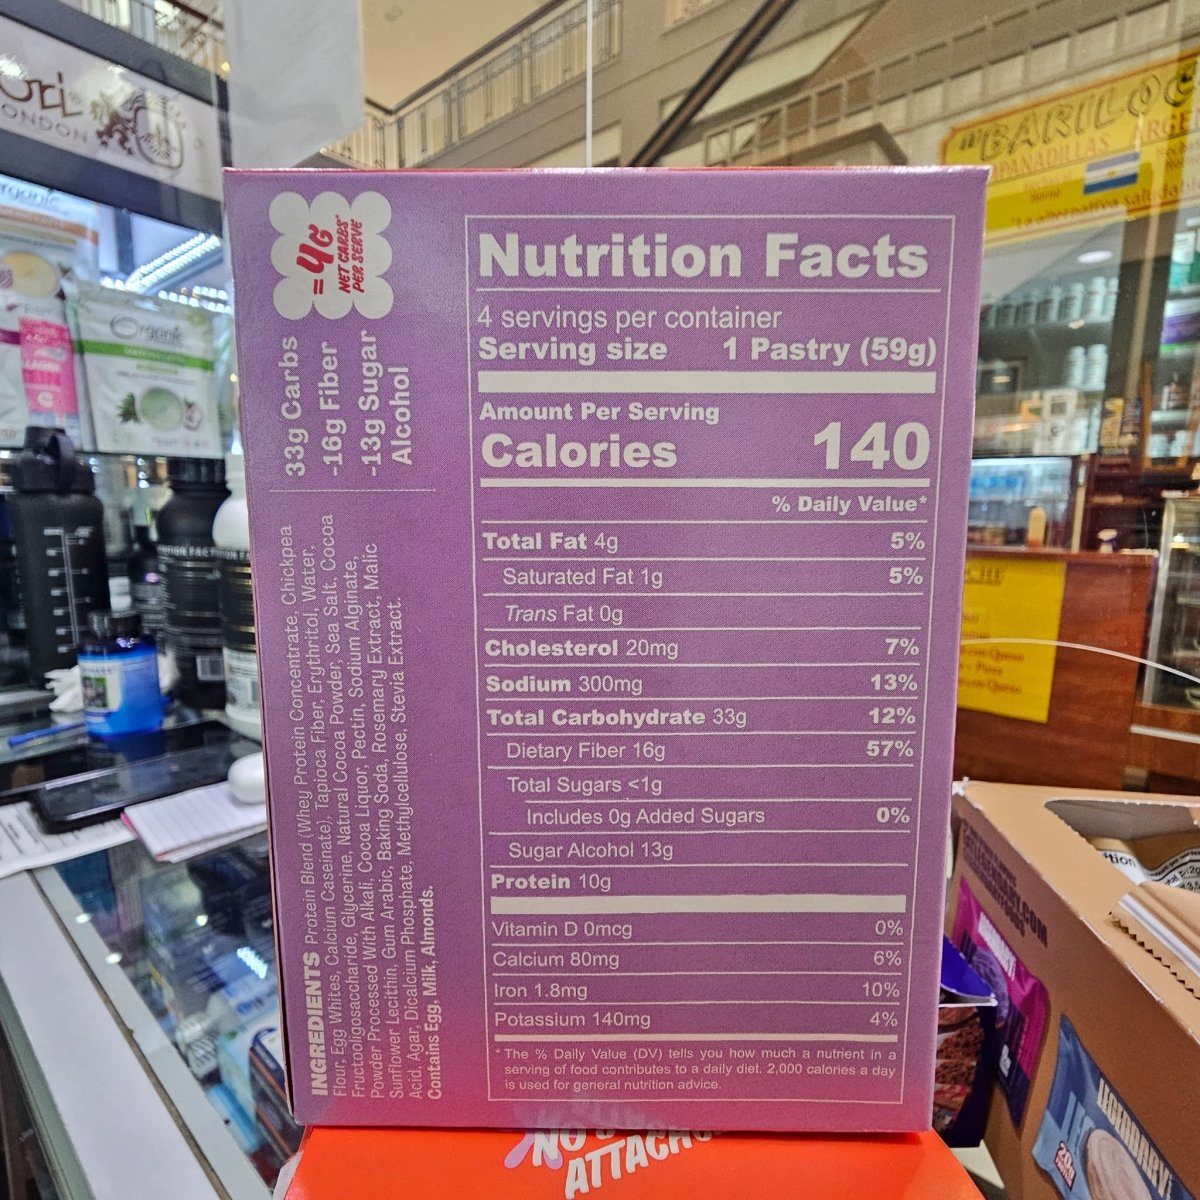 ORGANIC
"BARILOC
ARGE
=4G
NET CARBS*
PER SERVE
33g Carbs
-16g Fiber
-13g Sugar
Alcohol
INGREDIENTS Protein Blend (Whey Protein Concentrate, Chickpea
Flour, Egg Whites, Calcium Caseinate), Tapioca Fiber, Erythritol, Water,
Fructooligosaccharide, Glycerine, Natural Cocoa Powder, Sea Salt, Cocoa
Powder Processed With Alkali, Cocoa Liquor, Pectin, Sodium Alginate,
Sunflower Lecithin, Gum Arabic, Baking Soda, Rosemary Extract, Malic
Acid, Agar, Dicalcium Phosphate, Methylcellulose, Stevia Extract.
Contains Egg, Milk, Almonds.
Nutrition Facts
4 servings per container
Serving size 1 Pastry (59g)
Amount Per Serving
Calories 140
% Daily Value*
Total Fat 4g 5%
Saturated Fat 1g 5%
Trans Fat 0g
Cholesterol 20mg 7%
Sodium 300mg 13%
Total Carbohydrate 33g 12%
Dietary Fiber 16g 57%
Total Sugars <1g
Includes 0g Added Sugars 0%
Sugar Alcohol 13g
Protein 10g
Vitamin D 0mcg 0%
Calcium 80mg 6%
Iron 1.8mg 10%
Potassium 140mg 4%
*The % Daily Value (DV) tells you how much a nutrient in a
serving of food contributes to a daily diet. 2,000 calories a day
is used for general nutrition advice.
NO
ATTACH